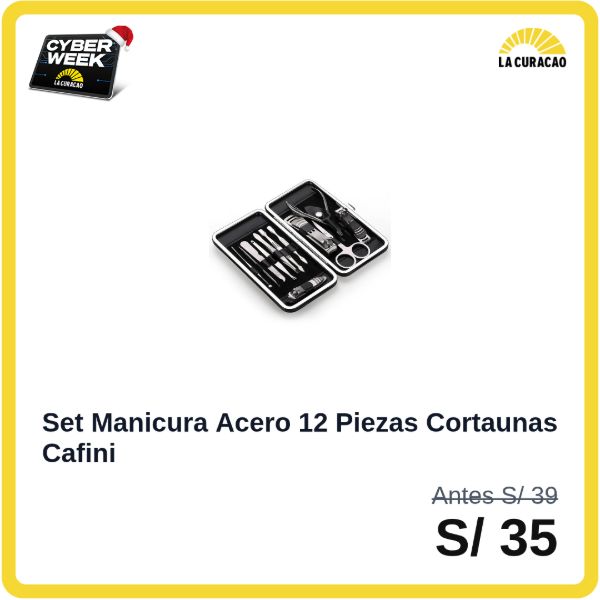 CYBER
WEEK
LA CURACAO
LA CURACAO
Set Manicura Acero 12 Piezas Cortaunas
Cafini
Antes S/ 39
S/ 35